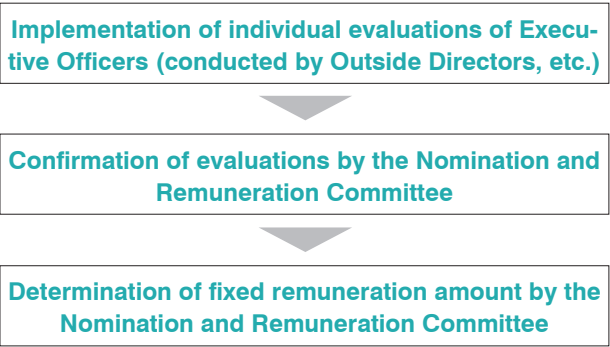 Implementation of individual evaluations of Execu-
tive Officers (conducted by Outside Directors, etc.)
Confirmation of evaluations by the Nomination and
Remuneration Committee
Determination of fixed remuneration amount by the
Nomination and Remuneration Committee